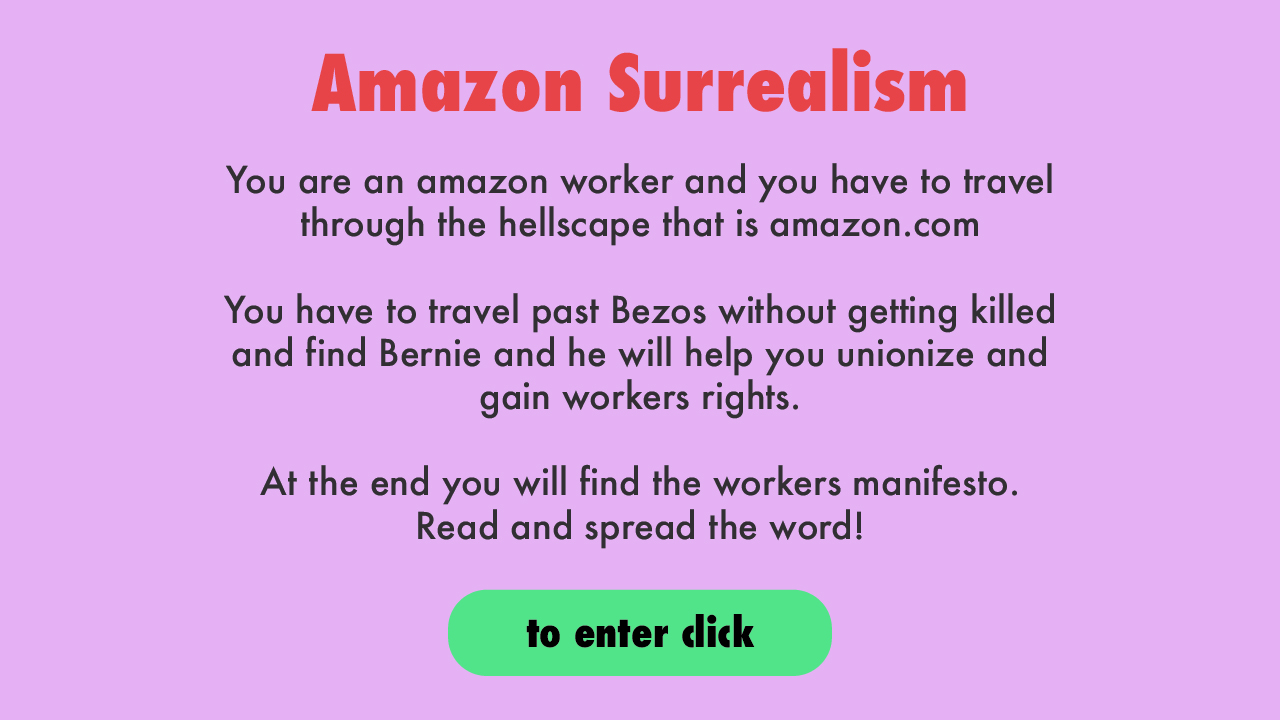 Amazon Surrealism
You are an amazon worker and you have to travel
through the hellscape that is amazon.com
You have to travel past Bezos without getting killed
and find Bernie and he will help you unionize and
gain workers rights.
At the end you will find the workers manifesto.
Read and spread the word!
to enter click